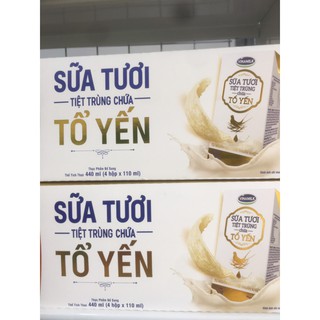 SỮA TƯƠI
TIỆT TRÙNG CHỨA
TỔ YẾN
Thực Phẩm Bổ Sung
Thể Tích Thực: 440 ml (4 hộp x 110 ml)
VINAMILK
SỮA TƯƠI
TIỆT TRÙNG
chứa
TỔ YẾN
SỮA TƯƠI
TIỆT TRÙNG CHỨA
TỔ YẾN
Thực Phẩm Bổ Sung
Thể Tích Thực: 440 ml (4 hộp x 110 ml)
VINAMILK
SỮA TƯƠI
TIỆT TRÙNG
chứa
TỔ YẾN